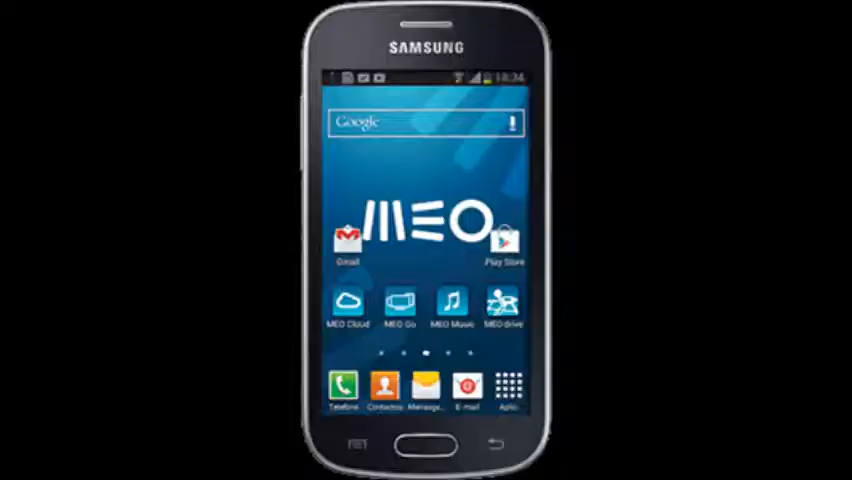 SAMSUNG
18:34
Google
MEO
Gmail
Play Store
MEO Cloud
MEO Go
MEO Music
MEO drive
Telefone
Contactos
E-mail
Aplic.